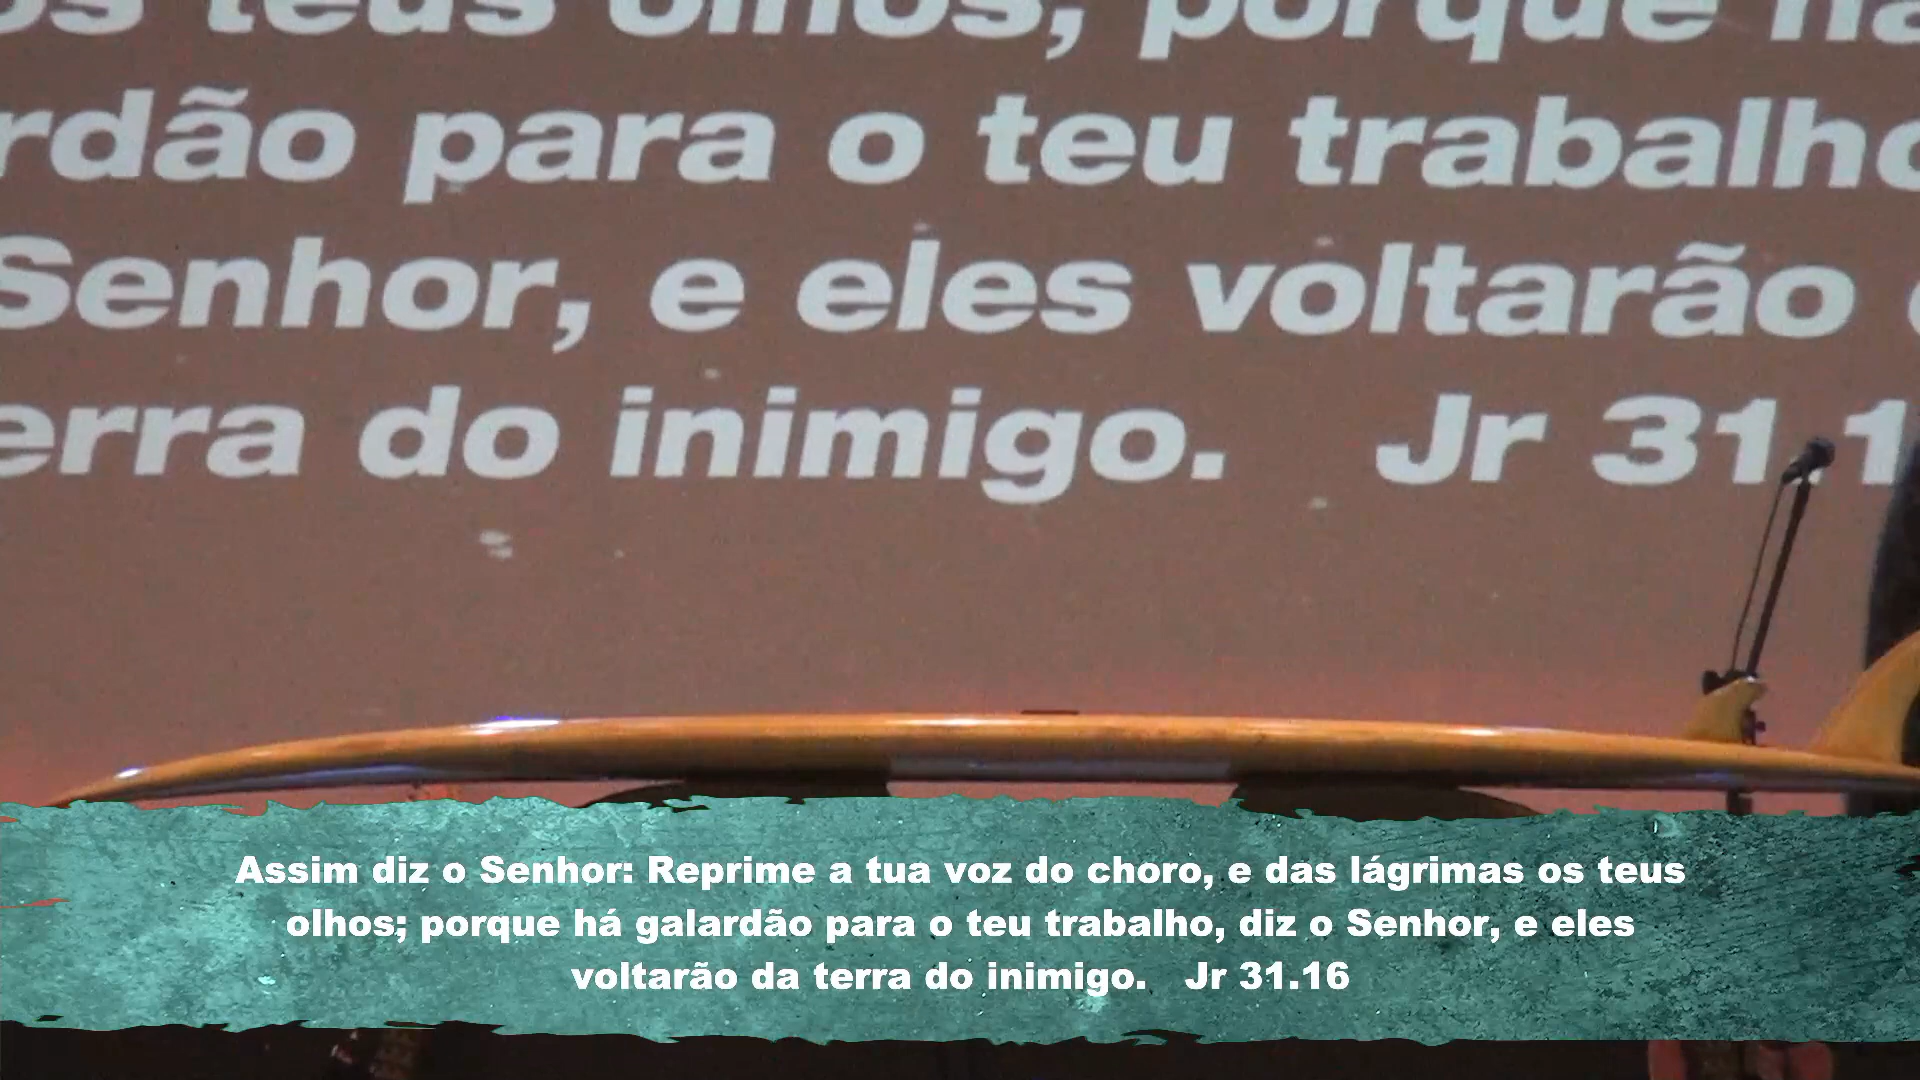 os teus olhos; porque há
rdão para o teu trabalho
Senhor, e eles voltarão
erra do inimigo. Jr 31.1
Assim diz o Senhor: Reprime a tua voz do choro, e das lágrimas os teus
olhos; porque há galardão para o teu trabalho, diz o Senhor, e eles
voltarão da terra do inimigo. Jr 31.16